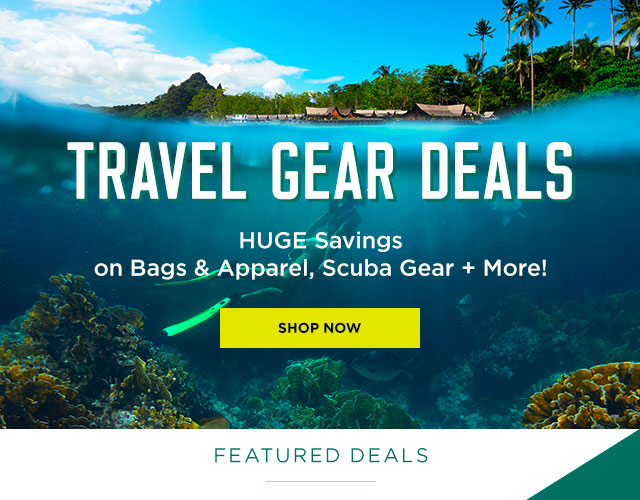 TRAVEL GEAR DEALS
HUGE Savings
on Bags & Apparel, Scuba Gear + More!
SHOP NOW
FEATURED DEALS